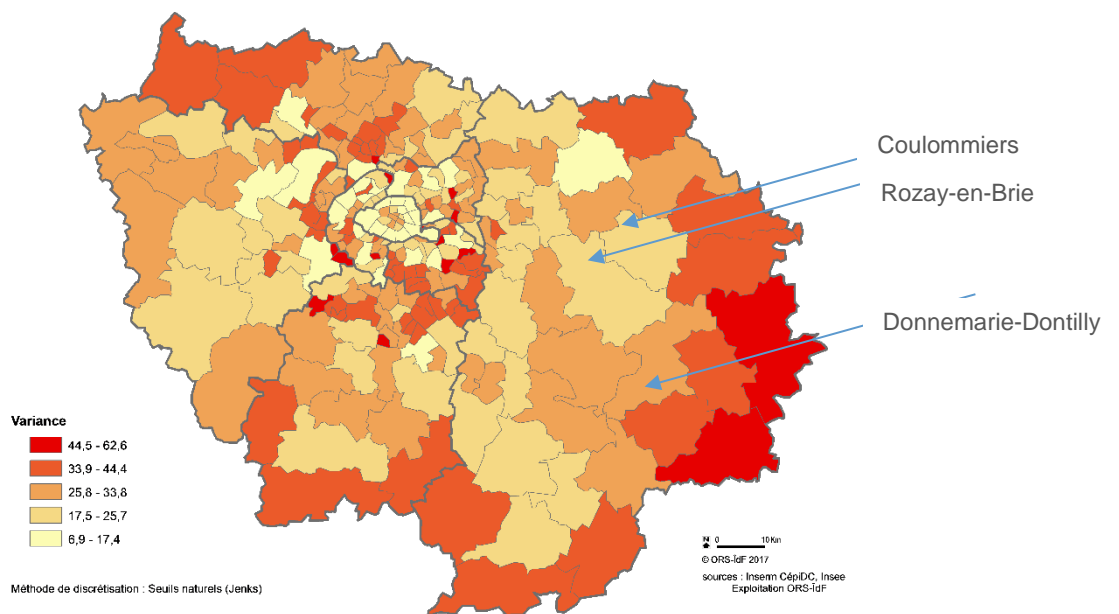 Coulommiers
Rozay-en-Brie
Donnemarie-Dontilly
Variance
44,5 - 62,6
33,9 - 44,4
25,8 - 33,8
17,5 - 25,7
6,9 - 17,4
Méthode de discrétisation : Seuils naturels (Jenks)
N 0 10 Km
© ORS-ÎdF 2017
sources : Inserm CépiDC, Insee
Exploitation ORS-ÎdF